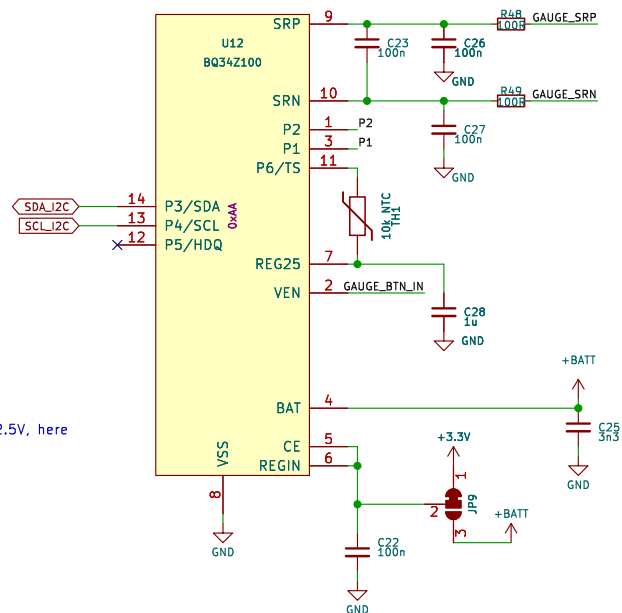 U12
BQ34Z100
0xAA
SRP
9
SRN
10
P2
1
P2
P1
3
P1
P6/TS
11
14
P3/SDA
SDA_I2C
13
P4/SCL
SCL_I2C
12
P5/HDQ
REG25
7
VEN
2
GAUGE_BTN_IN
BAT
4
CE
5
REGIN
6
VSS
8
GND
C23
100n
C26
100n
GND
R48
100R
GAUGE_SRP
R49
100R
GAUGE_SRN
C27
100n
GND
10k NTC
TH1
C28
1u
GND
+BATT
C25
3n3
GND
2.5V, here
+3.3V
1
JP9
2
3
+BATT
C22
100n
GND